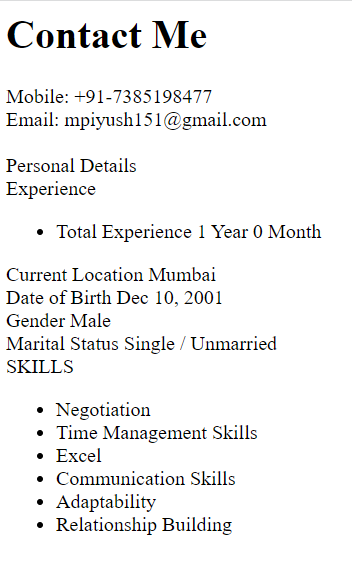 Contact Me
Mobile: +91-7385198477
Email: mpiyush151@gmail.com
Personal Details
Experience
• Total Experience 1 Year 0 Month
Current Location Mumbai
Date of Birth Dec 10, 2001
Gender Male
Marital Status Single / Unmarried
SKILLS
• Negotiation
• Time Management Skills
• Excel
• Communication Skills
• Adaptability
• Relationship Building